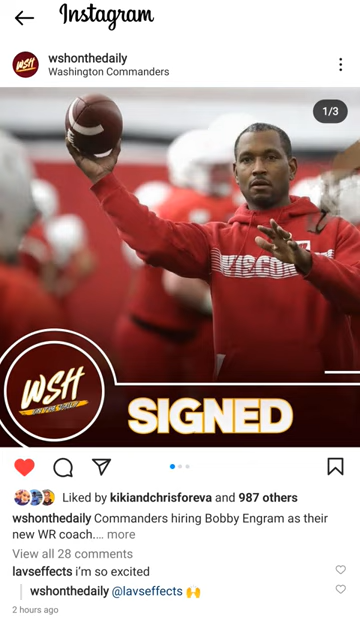 Instagram
wshonthedaily
Washington Commanders
1/3
WSH
SIGNED
WSH
Liked by kikiandchrisforeva and 987 others
wshonthedaily Commanders hiring Bobby Engram as their
new WR coach.... more
View all 28 comments
lavseffects i'm so excited
wshonthedaily @lavseffects 🙌
2 hours ago